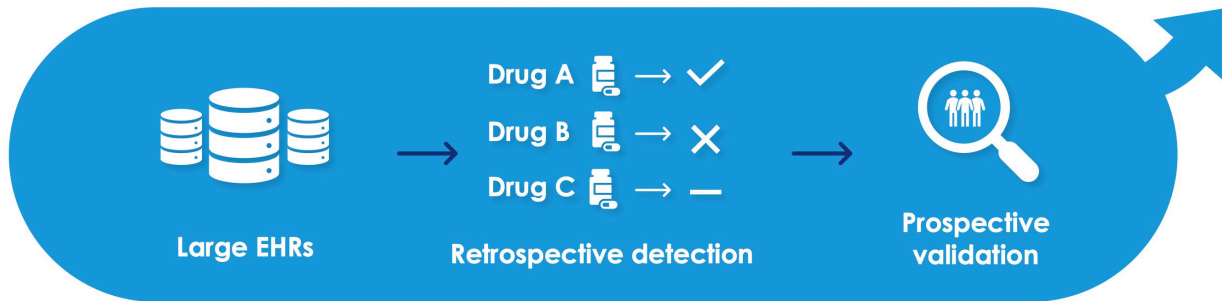 Large EHRs
Drug A
Drug B
Drug C
Retrospective detection
Prospective
validation